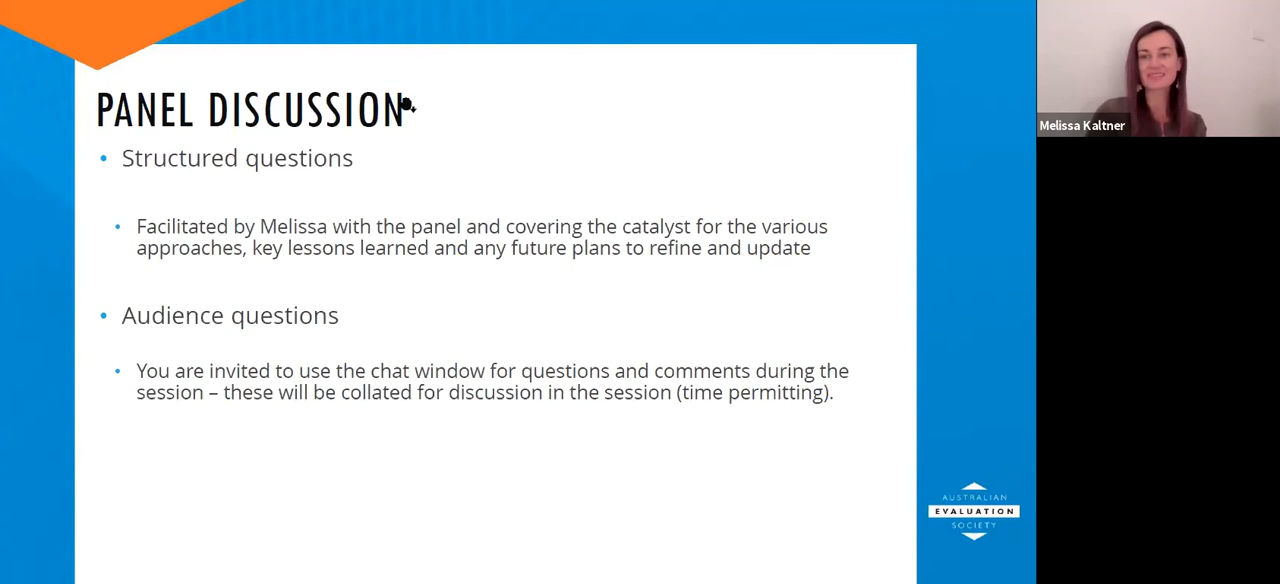 PANEL DISCUSSION
• Structured questions
• Facilitated by Melissa with the panel and covering the catalyst for the various
approaches, key lessons learned and any future plans to refine and update
• Audience questions
• You are invited to use the chat window for questions and comments during the
session – these will be collated for discussion in the session (time permitting).
Melissa Kaltner
AUSTRALIAN
EVALUATION
SOCIETY